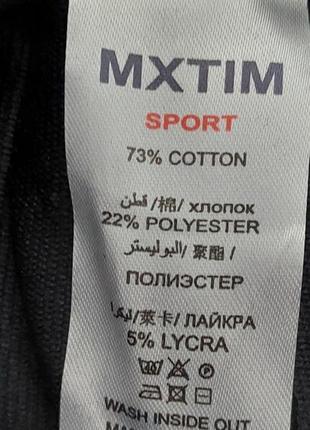 MXTIM
SPORT
73% COTTON
قطن /棉/ хлопок
22% POLYESTER
البوليستر /聚酯/
ПОЛИЭСТЕР
ليكرا/萊卡/ ЛАЙКРА
5% LYCRA
WASH INSIDE OUT